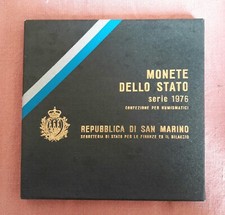 MONETE
DELLO STATO
serie 1976
CONFEZIONE PER NUMISMATICI
REPUBBLICA DI SAN MARINO
SEGRETERIA DI STATO PER LE FINANZE ED IL BILANCIO